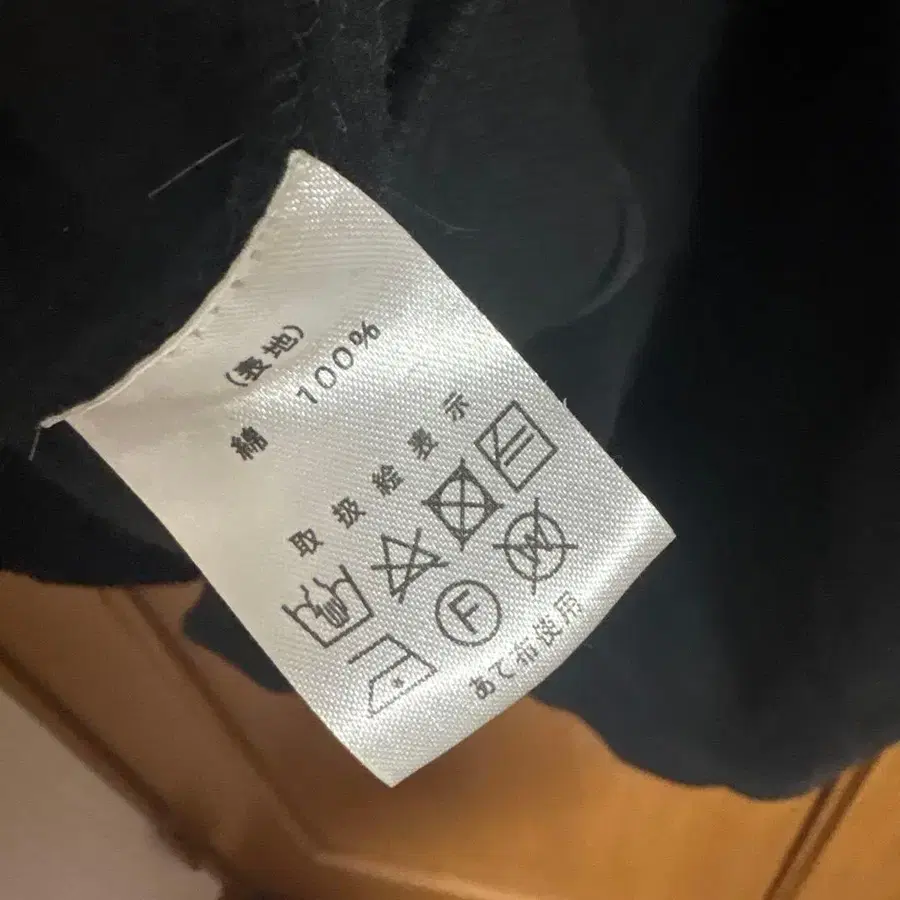 (表地)
綿 100%
取扱絵表示
F
W
あて布使用